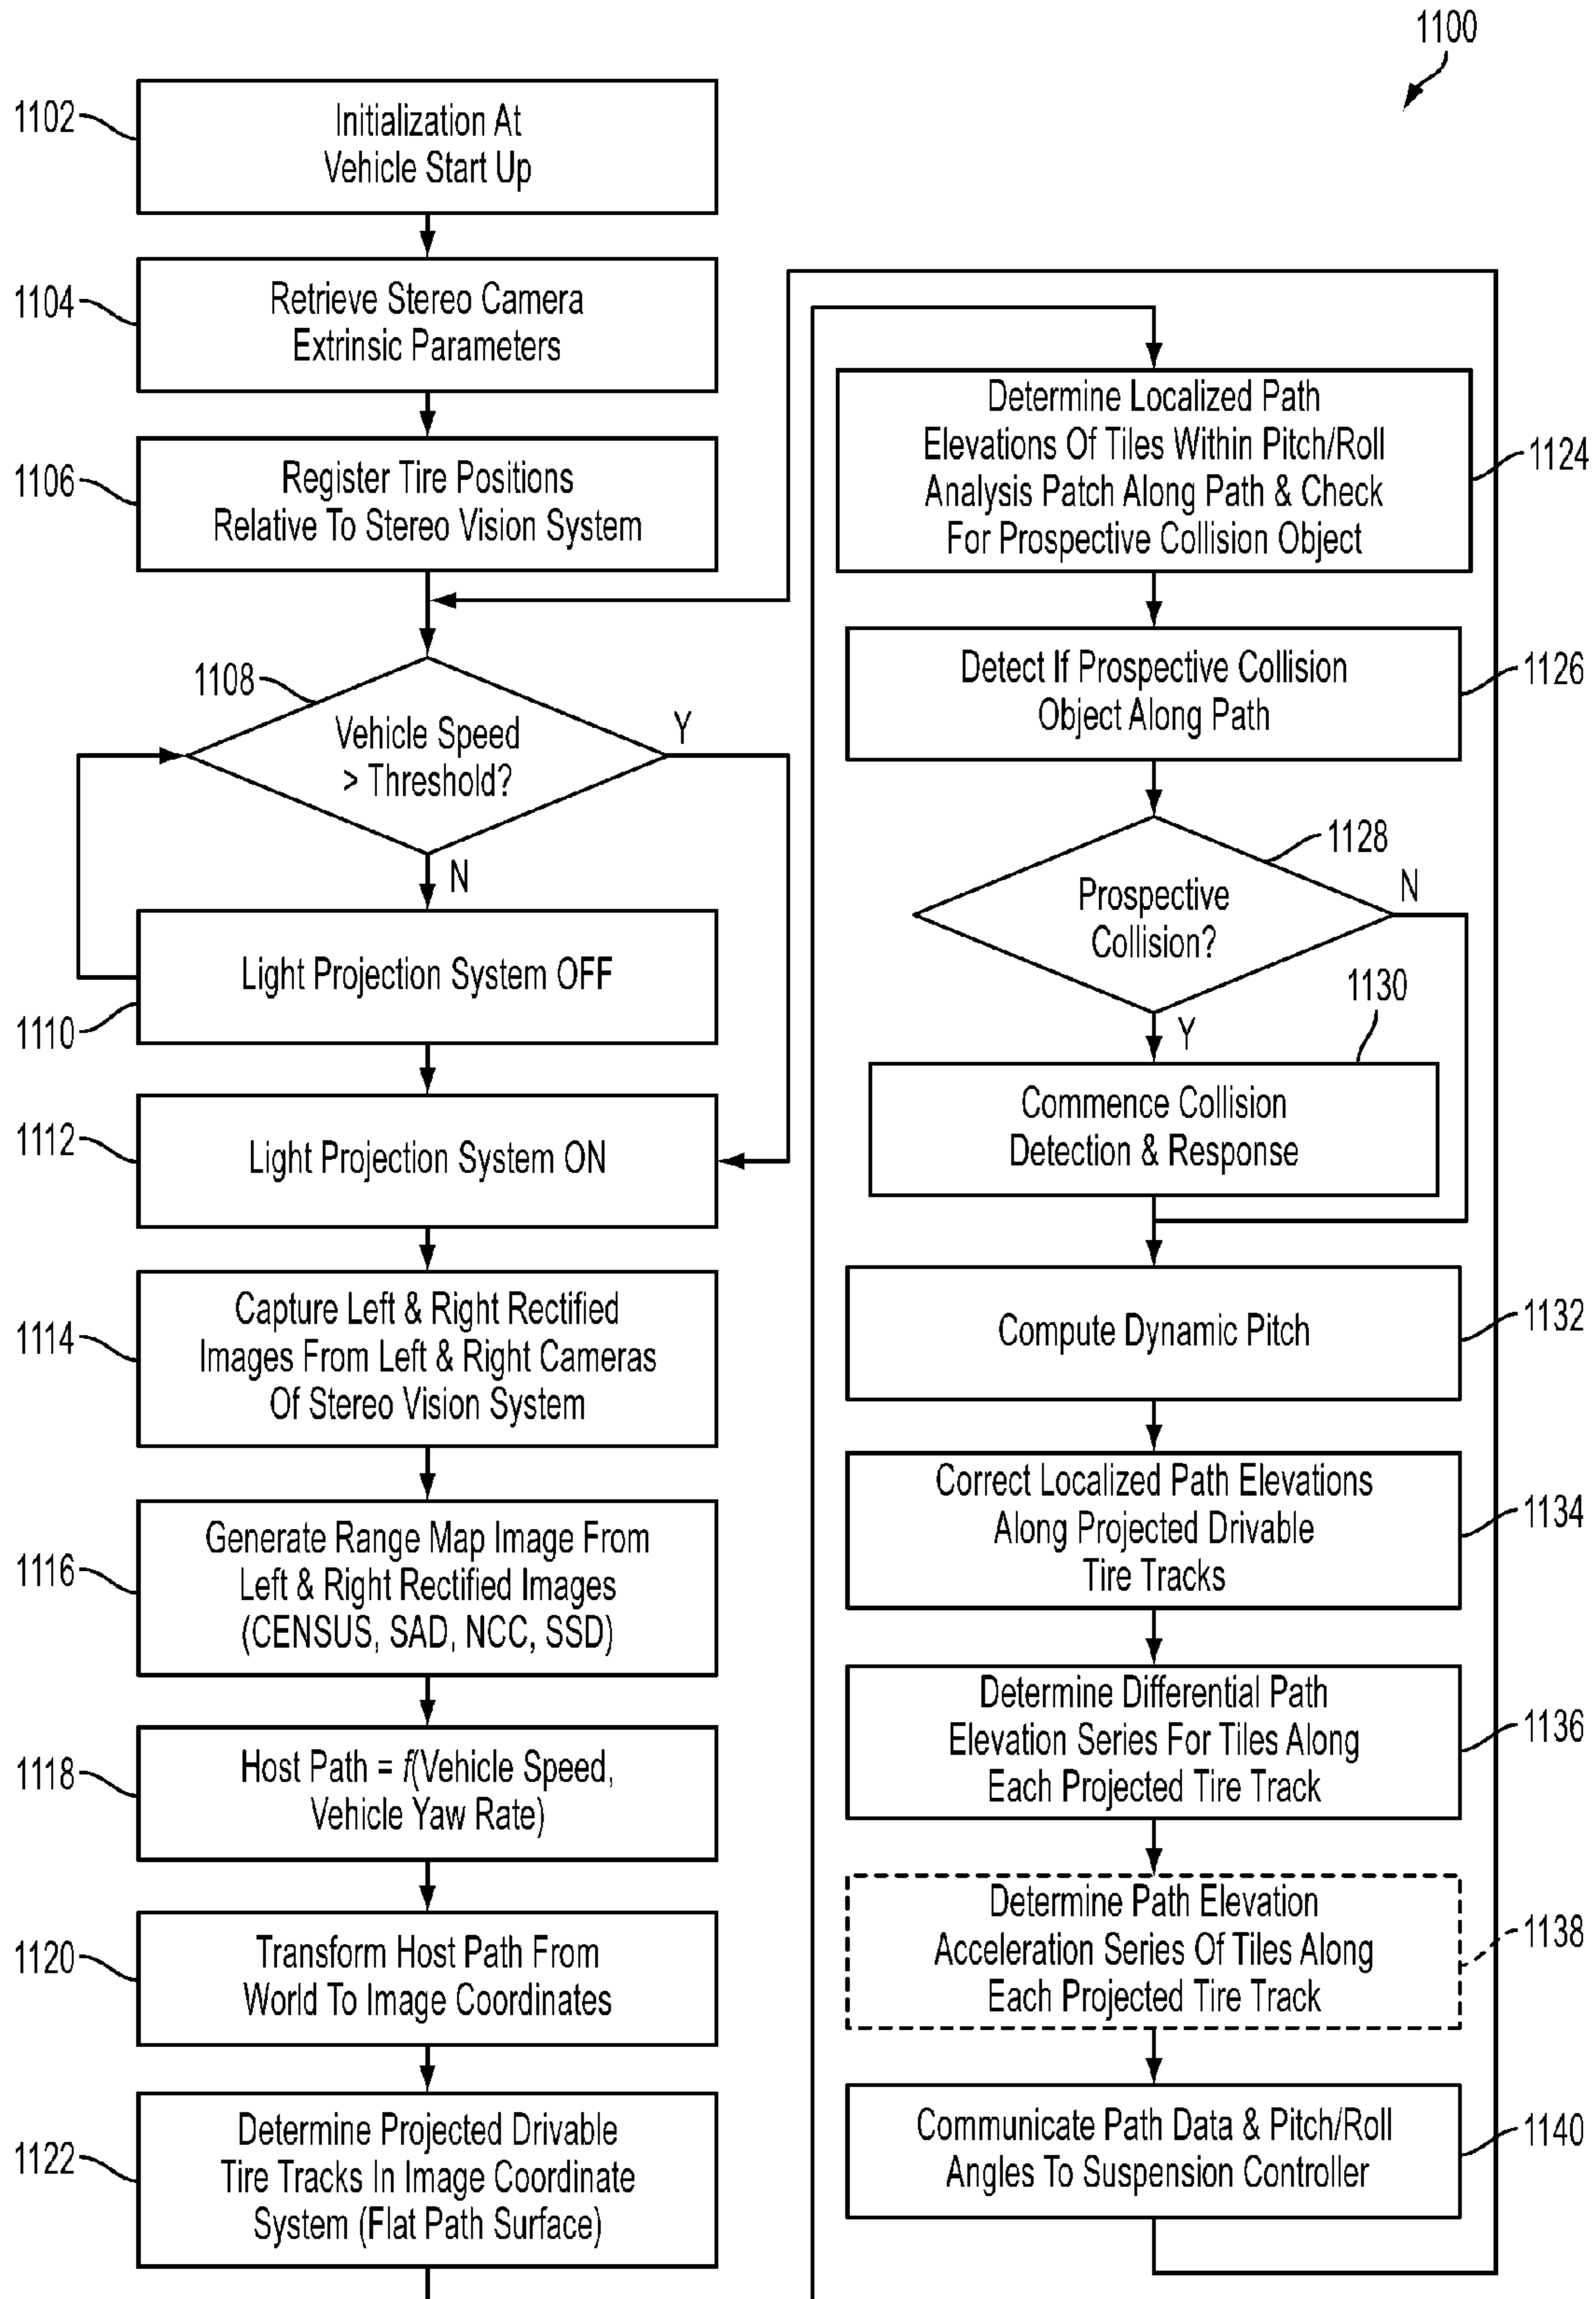 1100
1102
Initialization At
Vehicle Start Up
1104
Retrieve Stereo Camera
Extrinsic Parameters
1106
Register Tire Positions
Relative To Stereo Vision System
1108
Vehicle Speed
> Threshold?
Y
N
1110
Light Projection System OFF
1112
Light Projection System ON
1114
Capture Left & Right Rectified
Images From Left & Right Cameras
Of Stereo Vision System
1116
Generate Range Map Image From
Left & Right Rectified Images
(CENSUS, SAD, NCC, SSD)
1118
Host Path = f(Vehicle Speed,
Vehicle Yaw Rate)
1120
Transform Host Path From
World To Image Coordinates
1122
Determine Projected Drivable
Tire Tracks In Image Coordinate
System (Flat Path Surface)
Determine Localized Path
Elevations Of Tiles Within Pitch/Roll
Analysis Patch Along Path & Check
For Prospective Collision Object
1124
Detect If Prospective Collision
Object Along Path
1126
1128
Prospective
Collision?
N
Y
1130
Commence Collision
Detection & Response
Compute Dynamic Pitch
1132
Correct Localized Path Elevations
Along Projected Drivable
Tire Tracks
1134
Determine Differential Path
Elevation Series For Tiles Along
Each Projected Tire Track
1136
Determine Path Elevation
Acceleration Series Of Tiles Along
Each Projected Tire Track
1138
Communicate Path Data & Pitch/Roll
Angles To Suspension Controller
1140